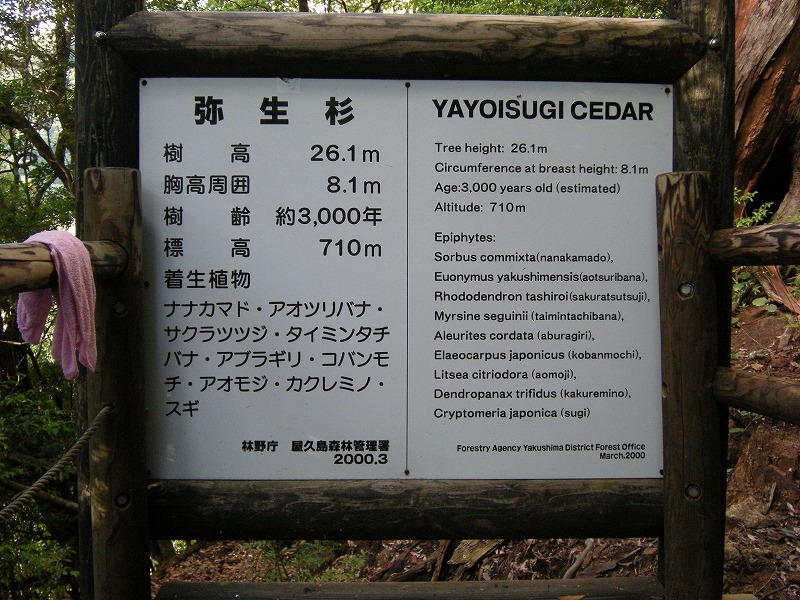 弥生杉
樹高 26.1m
胸高周囲 8.1m
樹齢 約3,000年
標高 710m
着生植物
ナナカマド・アオツリバナ・
サクラツツジ・タイミンタチ
バナ・アブラギリ・コバンモ
チ・アオモジ・カクレミノ・
スギ
林野庁 屋久島森林管理署
2000.3
YAYOISUGI CEDAR
Tree height: 26.1m
Circumference at breast height: 8.1m
Age:3,000 years old (estimated)
Altitude: 710m
Epiphytes:
Sorbus commixta(nanakamado),
Euonymus yakushimensis(aotsuribana),
Rhododendron tashiroi(sakuratsutsuji),
Myrsine seguinii (taimintachibana),
Aleurites cordata (aburagiri),
Elaeocarpus japonicus (kobanmochi),
Litsea citriodora (aomoji),
Dendropanax trifidus (kakuremino),
Cryptomeria japonica (sugi)
Forestry Agency Yakushima District Forest Office
March.2000